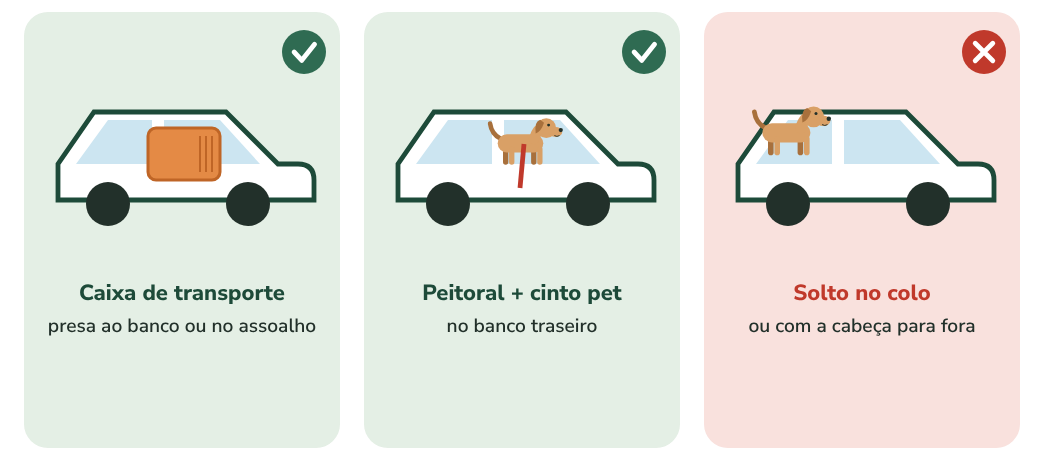 Caixa de transporte
presa ao banco ou no assoalho
Peitoral + cinto pet
no banco traseiro
Solto no colo
ou com a cabeça para fora